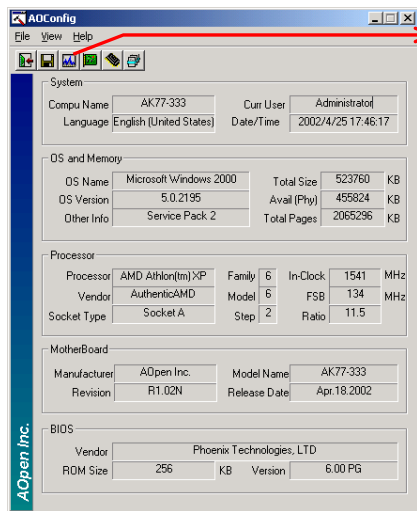 AOConfig
File View Help
System
Compu Name AK77-333 Curr User Administrator
Language English (United States) Date/Time 2002/4/25 17:46:17
OS and Memory
OS Name Microsoft Windows 2000 Total Size 523760 KB
OS Version 5.0.2195 Avail (Phy) 455824 KB
Other Info Service Pack 2 Total Pages 2065296 KB
Processor
Processor AMD Athlon(tm) XP Family 6 In-Clock 1541 MHz
Vendor AuthenticAMD Model 6 FSB 134 MHz
Socket Type Socket A Step 2 Ratio 11.5
MotherBoard
Manufacturer AOpen Inc. Model Name AK77-333
Revision R1.02N Release Date Apr.18.2002
BIOS
Vendor Phoenix Technologies, LTD
ROM Size 256 KB Version 6.00 PG
AOpen Inc.